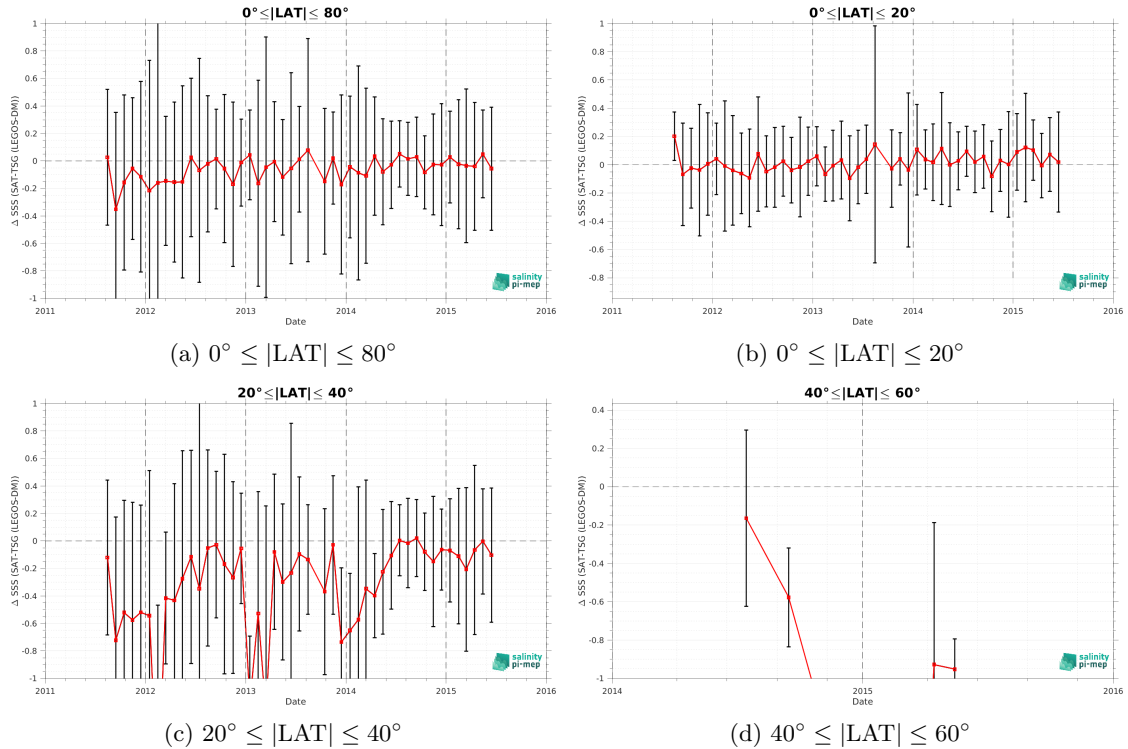 0°≤|LAT|≤ 80°
1
0.8
0.6
0.4
0.2
0
-0.2
-0.4
-0.6
-0.8
-1
Δ SSS (SAT-TSG (LEGOS-DM))
2011 2012 2013 2014 2015 2016
Date
salinity
pi-mep
(a) 0° ≤ |LAT| ≤ 80°
0°≤|LAT|≤ 20°
1
0.8
0.6
0.4
0.2
0
-0.2
-0.4
-0.6
-0.8
Δ SSS (SAT-TSG (LEGOS-DM))
2011 2012 2013 2014 2015 2016
Date
salinity
pi-mep
(b) 0° ≤ |LAT| ≤ 20°
20°≤|LAT|≤ 40°
1
0.8
0.6
0.4
0.2
0
-0.2
-0.4
-0.6
-0.8
-1
Δ SSS (SAT-TSG (LEGOS-DM))
2011 2012 2013 2014 2015 2016
Date
salinity
pi-mep
(c) 20° ≤ |LAT| ≤ 40°
40°≤|LAT|≤ 60°
0.4
0.2
0
-0.2
-0.4
-0.6
-0.8
-1
Δ SSS (SAT-TSG (LEGOS-DM))
2014 2015 2016
Date
salinity
pi-mep
(d) 40° ≤ |LAT| ≤ 60°